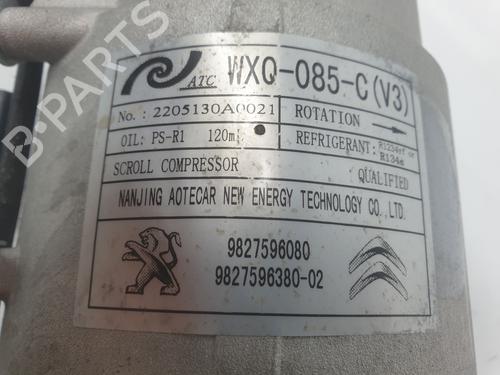 ATC WXQ-085-C(V3)
No.: 2205130A0021 ROTATION
OIL: PS-R1 120ml REFRIGERANT: R1234yf or R134a
SCROLL COMPRESSOR QUALIFIED
NANJING AOTECAR NEW ENERGY TECHNOLOGY CO., LTD.
9827596080
9827596380-02
B-PARTS